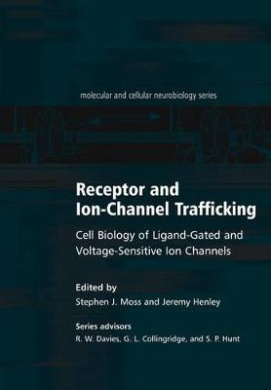 molecular and cellular neurobiology series
Receptor and
Ion-Channel Trafficking
Cell Biology of Ligand-Gated and
Voltage-Sensitive Ion Channels
Edited by
Stephen J. Moss and Jeremy Henley
Series advisors
R. W. Davies, G. L. Collingridge, and S. P. Hunt